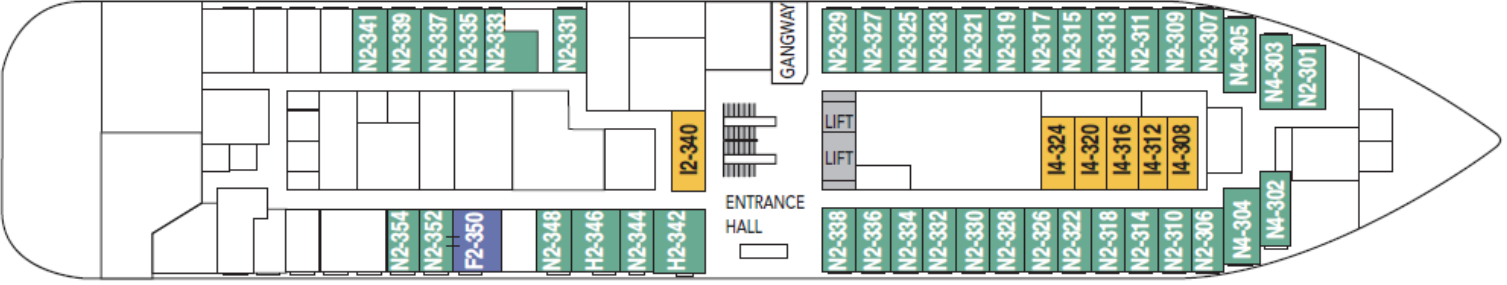 N2-341
N2-339
N2-337
N2-335
N2-333
N2-331
GANGWAY
N2-329
N2-327
N2-325
N2-323
N2-321
N2-319
N2-317
N2-315
N2-313
N2-311
N2-309
N2-307
N4-305
N4-303
N2-301
I2-340
LIFT
LIFT
I4-324
I4-320
I4-316
I4-312
I4-308
ENTRANCE
HALL
N2-354
N2-352
F2-350
N2-348
H2-346
N2-344
H2-342
N2-338
N2-336
N2-334
N2-332
N2-330
N2-328
N2-326
N2-322
N2-318
N2-314
N2-310
N2-306
N4-304
N4-302